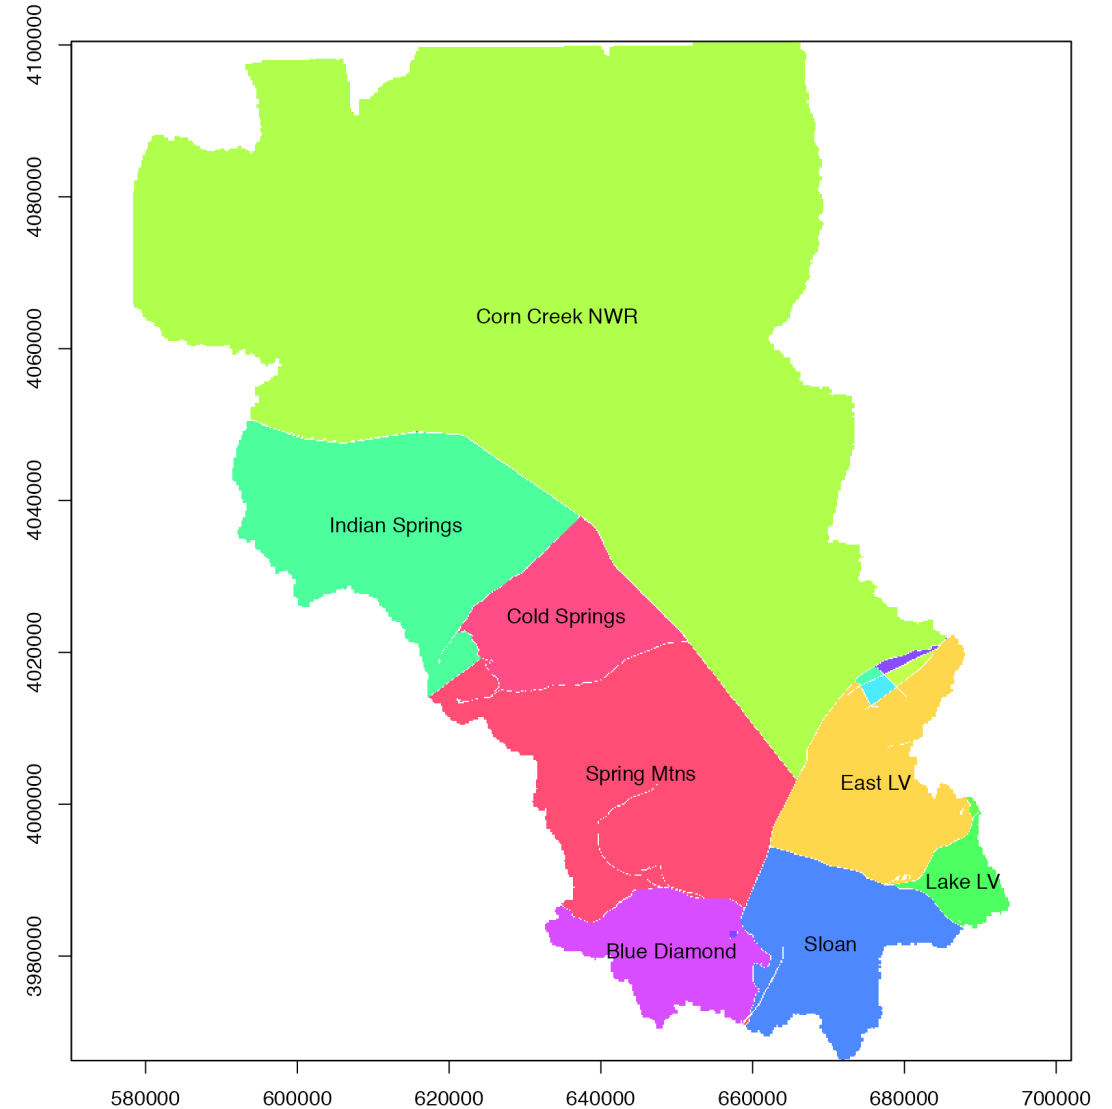 4100000
4080000
4060000
4040000
4020000
4000000
3980000
Corn Creek NWR
Indian Springs
Cold Springs
Spring Mtns
East LV
Lake LV
Sloan
Blue Diamond
580000 600000 620000 640000 660000 680000 700000